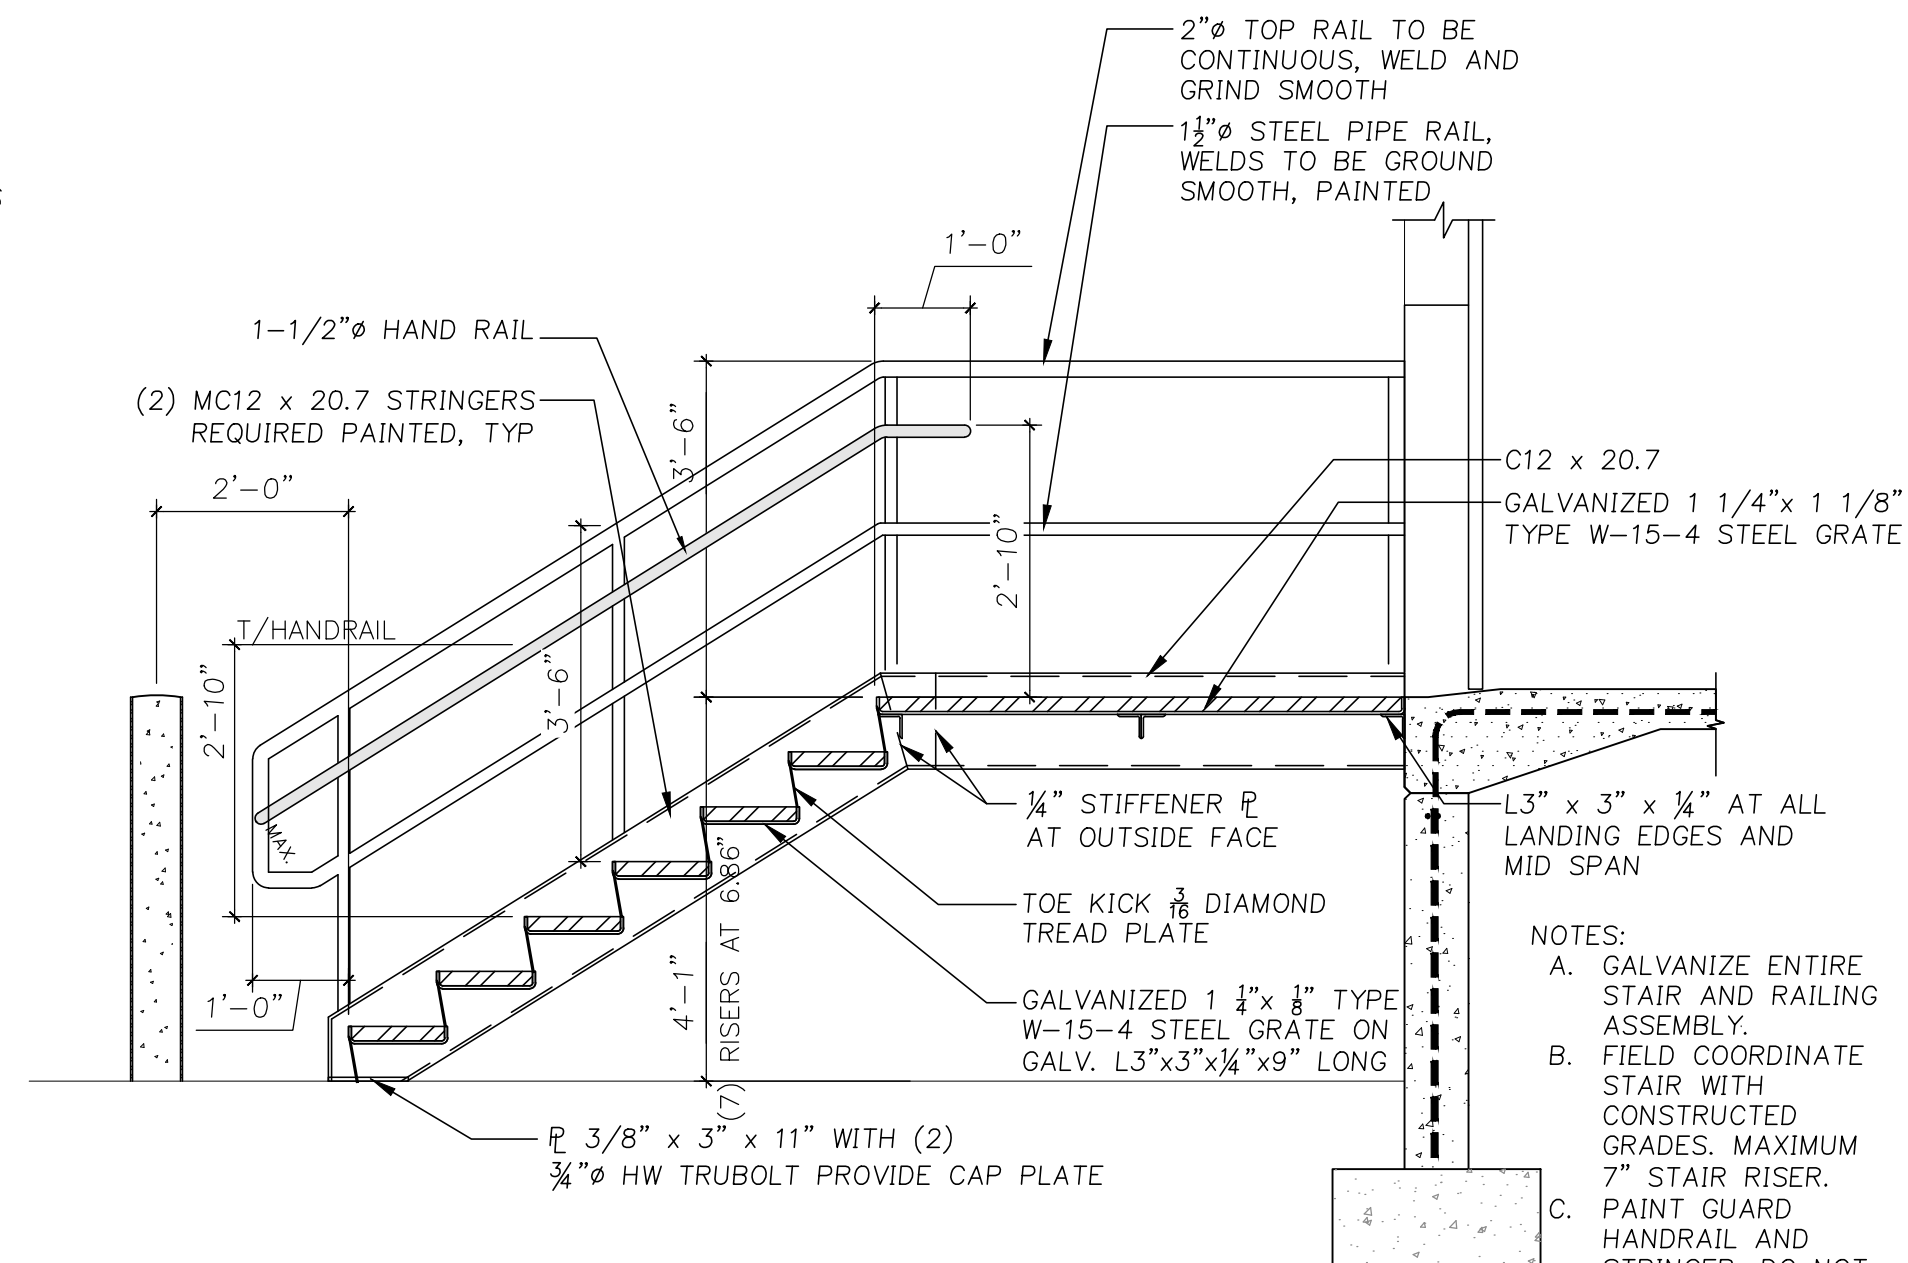 2"ø TOP RAIL TO BE
CONTINUOUS, WELD AND
GRIND SMOOTH
1½"ø STEEL PIPE RAIL,
WELDS TO BE GROUND
SMOOTH, PAINTED
1'-0"
1-1/2"ø HAND RAIL
(2) MC12 x 20.7 STRINGERS
REQUIRED PAINTED, TYP
3'-6"
2'-0"
C12 x 20.7
GALVANIZED 1 1/4"x 1 1/8"
TYPE W-15-4 STEEL GRATE
2'-10"
T/HANDRAIL
2'-10"
3'-6"
MAX.
¼" STIFFENER ℄
AT OUTSIDE FACE
L3" x 3" x ¼" AT ALL
LANDING EDGES AND
MID SPAN
TOE KICK 3/16 DIAMOND
TREAD PLATE
1'-0"
4'-1"
(7) RISERS AT 6.86"
GALVANIZED 1 ¼"x ⅛" TYPE
W-15-4 STEEL GRATE ON
GALV. L3"x3"x¼"x9" LONG
℄ 3/8" x 3" x 11" WITH (2)
¾"ø HW TRUBOLT PROVIDE CAP PLATE
NOTES:
A. GALVANIZE ENTIRE
STAIR AND RAILING
ASSEMBLY.
B. FIELD COORDINATE
STAIR WITH
CONSTRUCTED
GRADES. MAXIMUM
7" STAIR RISER.
C. PAINT GUARD
HANDRAIL AND